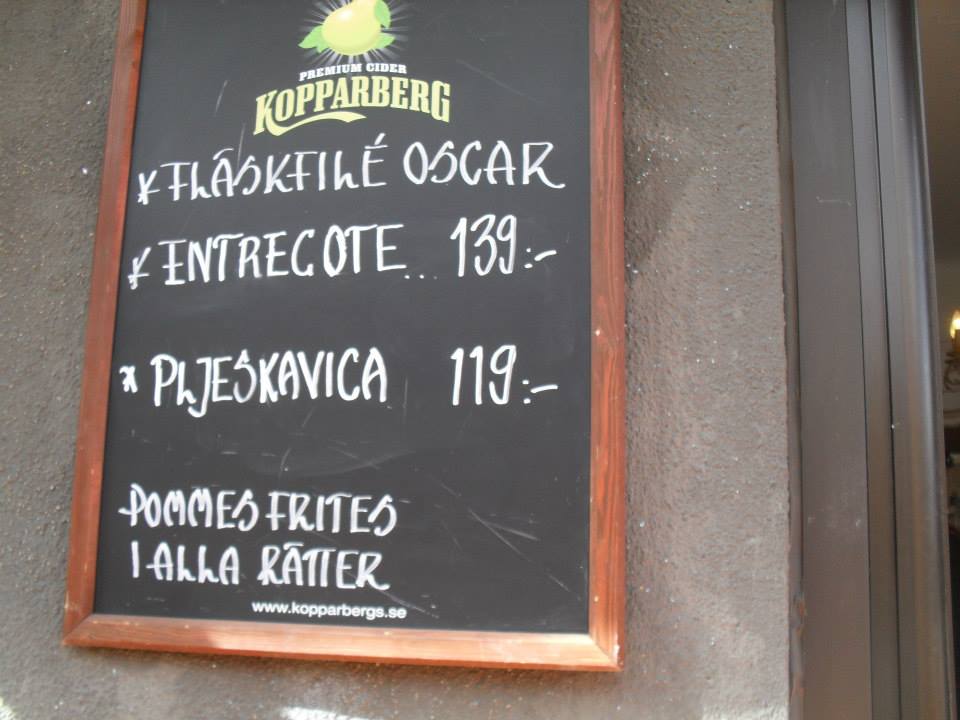 PREMIUM CIDER
KOPPARBERG
* FLÄSKFILÉ OSCAR
* ENTRECOTE... 139:-
* PLJESKAVICA 119:-
POMMES FRITES
I ALLA RÄTTER
www.kopparbergs.se